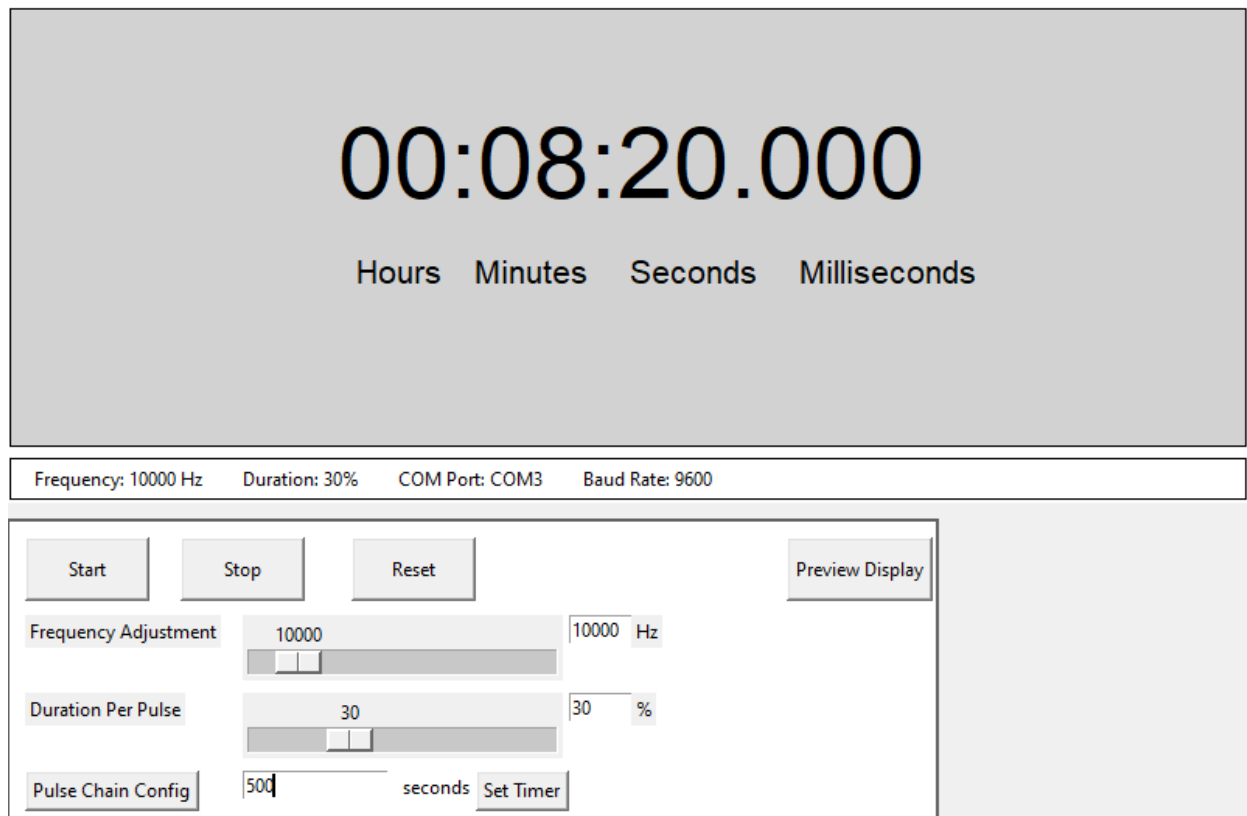 00:08:20.000
Hours Minutes Seconds Milliseconds
Frequency: 10000 Hz Duration: 30% COM Port: COM3 Baud Rate: 9600
Start Stop Reset Preview Display
Frequency Adjustment 10000 10000 Hz
Duration Per Pulse 30 30 %
Pulse Chain Config 500 seconds Set Timer